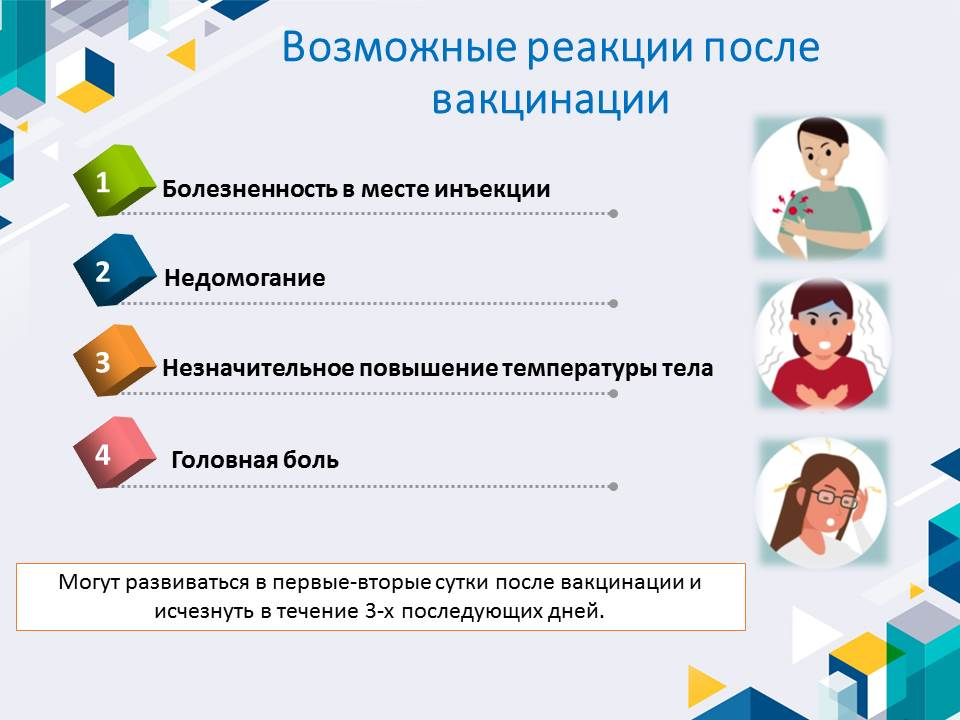 Возможные реакции после
вакцинации
1
Болезненность в месте инъекции
2
Недомогание
3
Незначительное повышение температуры тела
4
Головная боль
Могут развиваться в первые-вторые сутки после вакцинации и
исчезнуть в течение 3-х последующих дней.